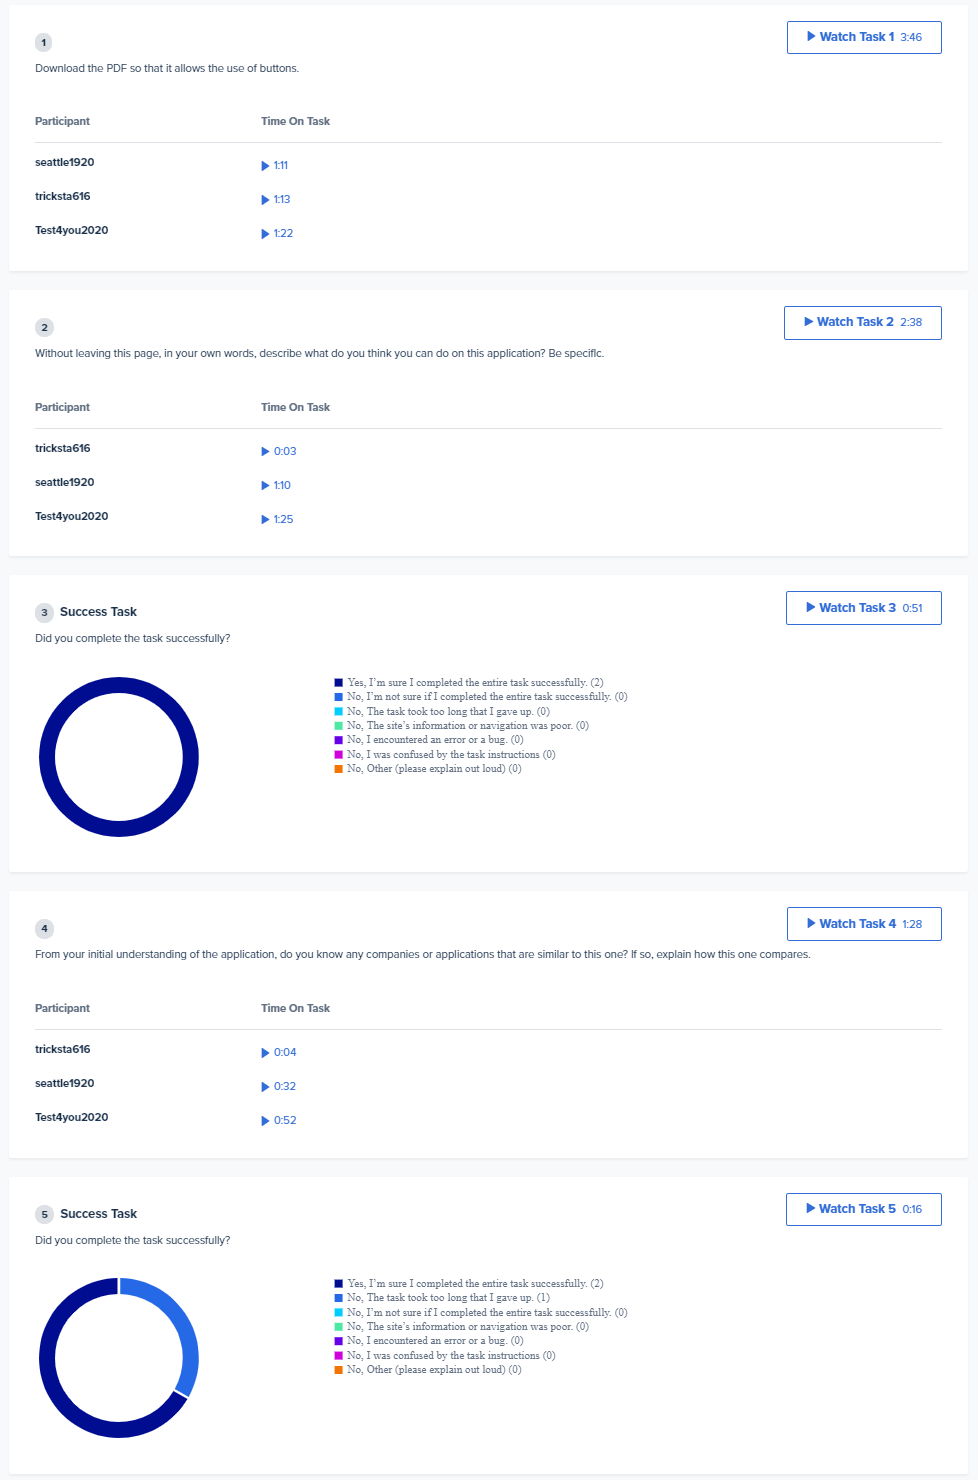 1
Watch Task 1 3:46
Download the PDF so that it allows the use of buttons.
Participant Time On Task
seattle1920 1:11
tricksta616 1:13
Test4you2020 1:22
2
Watch Task 2 2:38
Without leaving this page, in your own words, describe what do you think you can do on this application? Be specific.
Participant Time On Task
tricksta616 0:03
seattle1920 1:10
Test4you2020 1:25
3 Success Task
Watch Task 3 0:51
Did you complete the task successfully?
Yes, I'm sure I completed the entire task successfully. (2)
No, I'm not sure if I completed the entire task successfully. (0)
No, The task took too long that I gave up. (0)
No, The site's information or navigation was poor. (0)
No, I encountered an error or a bug. (0)
No, I was confused by the task instructions (0)
No, Other (please explain out loud) (0)
4
Watch Task 4 1:28
From your initial understanding of the application, do you know any companies or applications that are similar to this one? If so, explain how this one compares.
Participant Time On Task
tricksta616 0:04
seattle1920 0:32
Test4you2020 0:52
5 Success Task
Watch Task 5 0:16
Did you complete the task successfully?
Yes, I'm sure I completed the entire task successfully. (2)
No, The task took too long that I gave up. (1)
No, I'm not sure if I completed the entire task successfully. (0)
No, The site's information or navigation was poor. (0)
No, I encountered an error or a bug. (0)
No, I was confused by the task instructions (0)
No, Other (please explain out loud) (0)